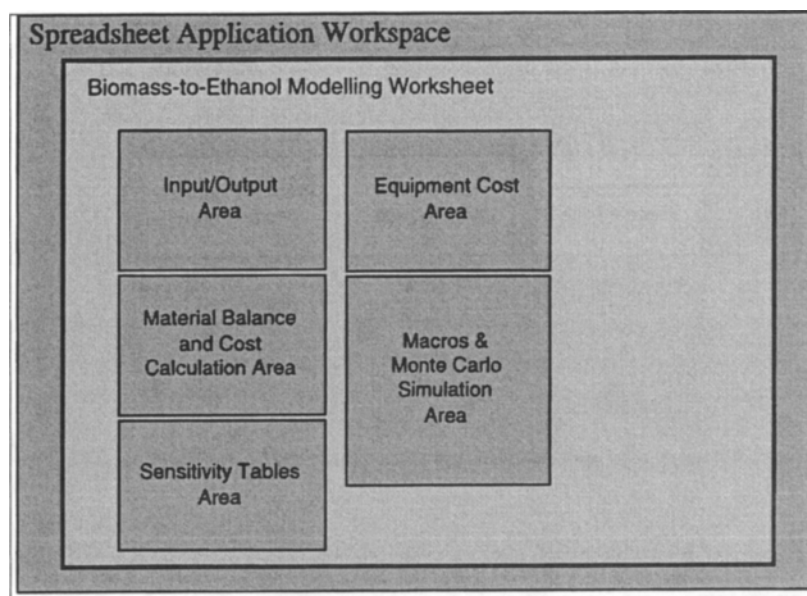 Spreadsheet Application Workspace
Biomass-to-Ethanol Modelling Worksheet
Input/Output
Area
Equipment Cost
Area
Material Balance
and Cost
Calculation Area
Macros &
Monte Carlo
Simulation
Area
Sensitivity Tables
Area